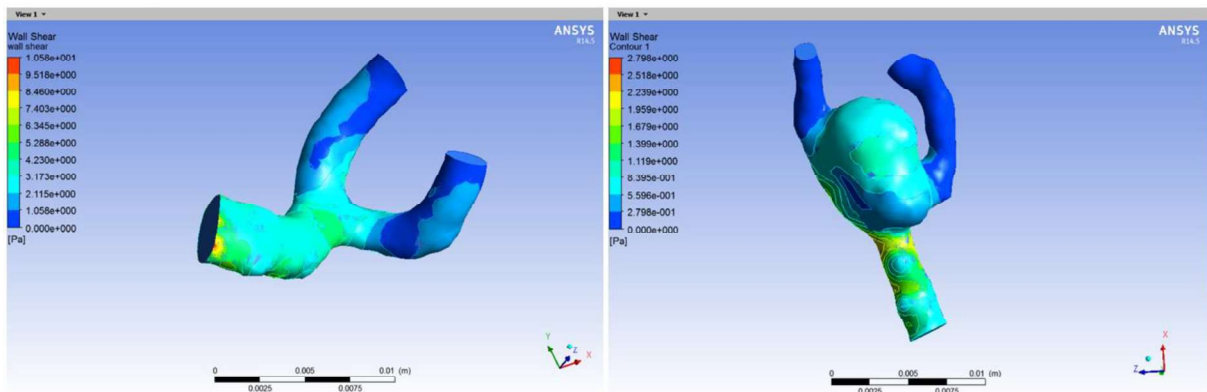 View 1
Wall Shear
wall shear
1.058e+001
9.518e+000
8.460e+000
7.403e+000
6.345e+000
5.288e+000
4.230e+000
3.173e+000
2.115e+000
1.058e+000
0.000e+000
[Pa]
ANSYS
R14.5
Y
Z
X
0 0.005 0.01 (m)
0.0025 0.0075
View 1
Wall Shear
Contour 1
2.798e+000
2.518e+000
2.239e+000
1.959e+000
1.679e+000
1.399e+000
1.119e+000
8.395e-001
5.596e-001
2.798e-001
0.000e+000
[Pa]
ANSYS
R14.5
X
Z
0 0.005 0.01 (m)
0.0025 0.0075